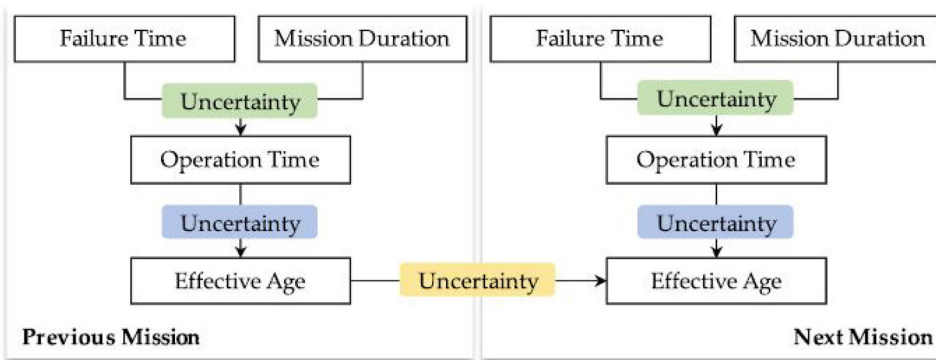 Failure Time
Mission Duration
Uncertainty
Operation Time
Uncertainty
Effective Age
Previous Mission
Uncertainty
Failure Time
Mission Duration
Uncertainty
Operation Time
Uncertainty
Effective Age
Next Mission